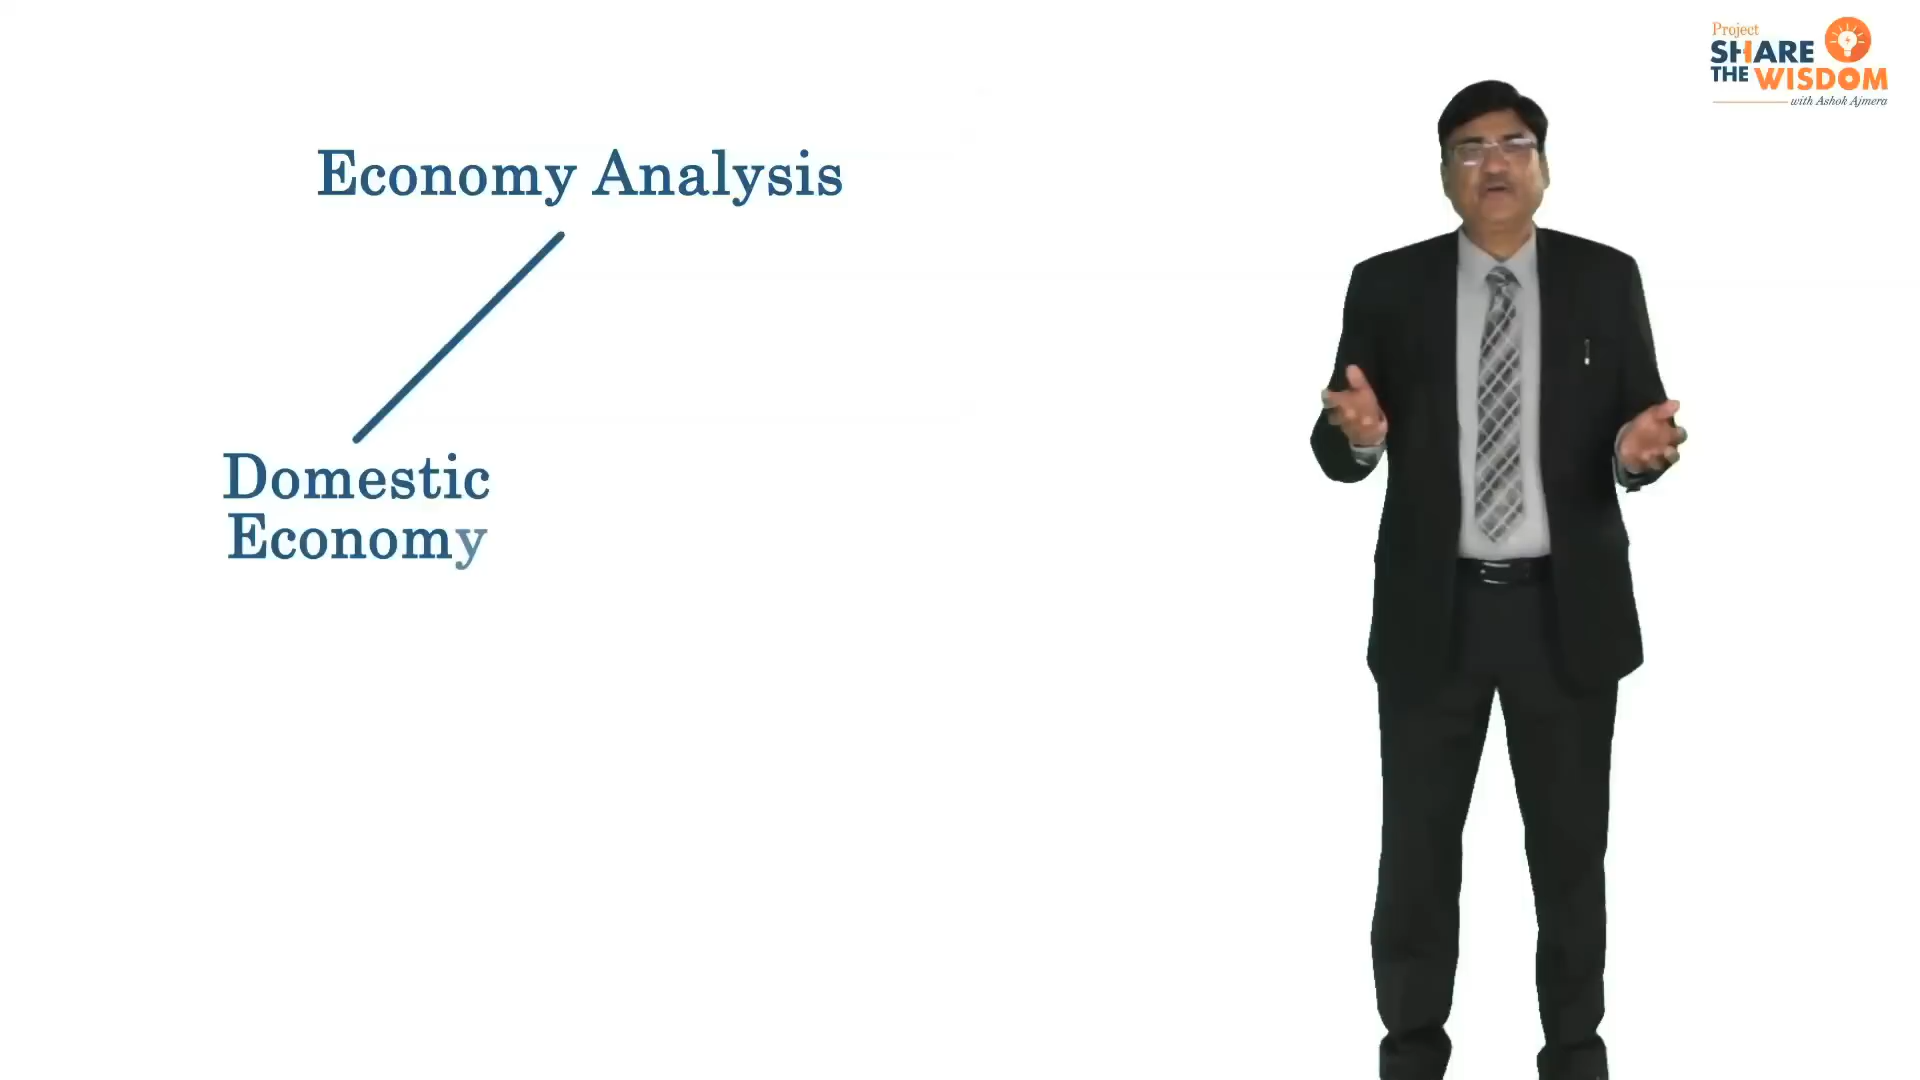 Project
SHARE
THE WISDOM
with Ashok Ajmera
Economy Analysis
Domestic
Economy